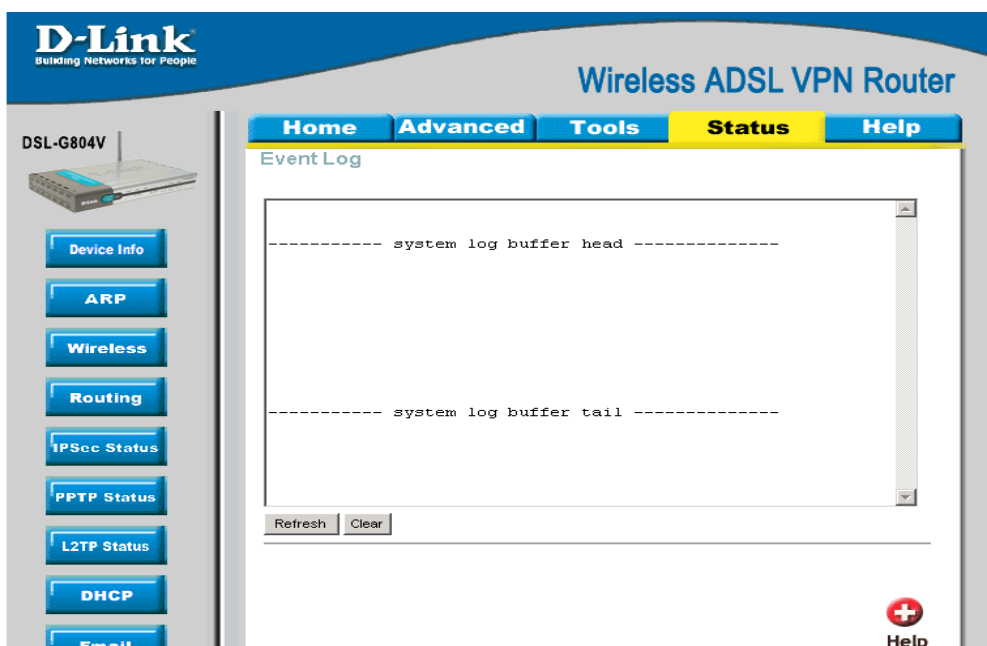 D-Link
Building Networks for People
Wireless ADSL VPN Router
DSL-G804V
Home Advanced Tools Status Help
Event Log
----------- system log buffer head --------------
----------- system log buffer tail --------------
Refresh Clear
Device Info
ARP
Wireless
Routing
IPSec Status
PPTP Status
L2TP Status
DHCP
Email
Help